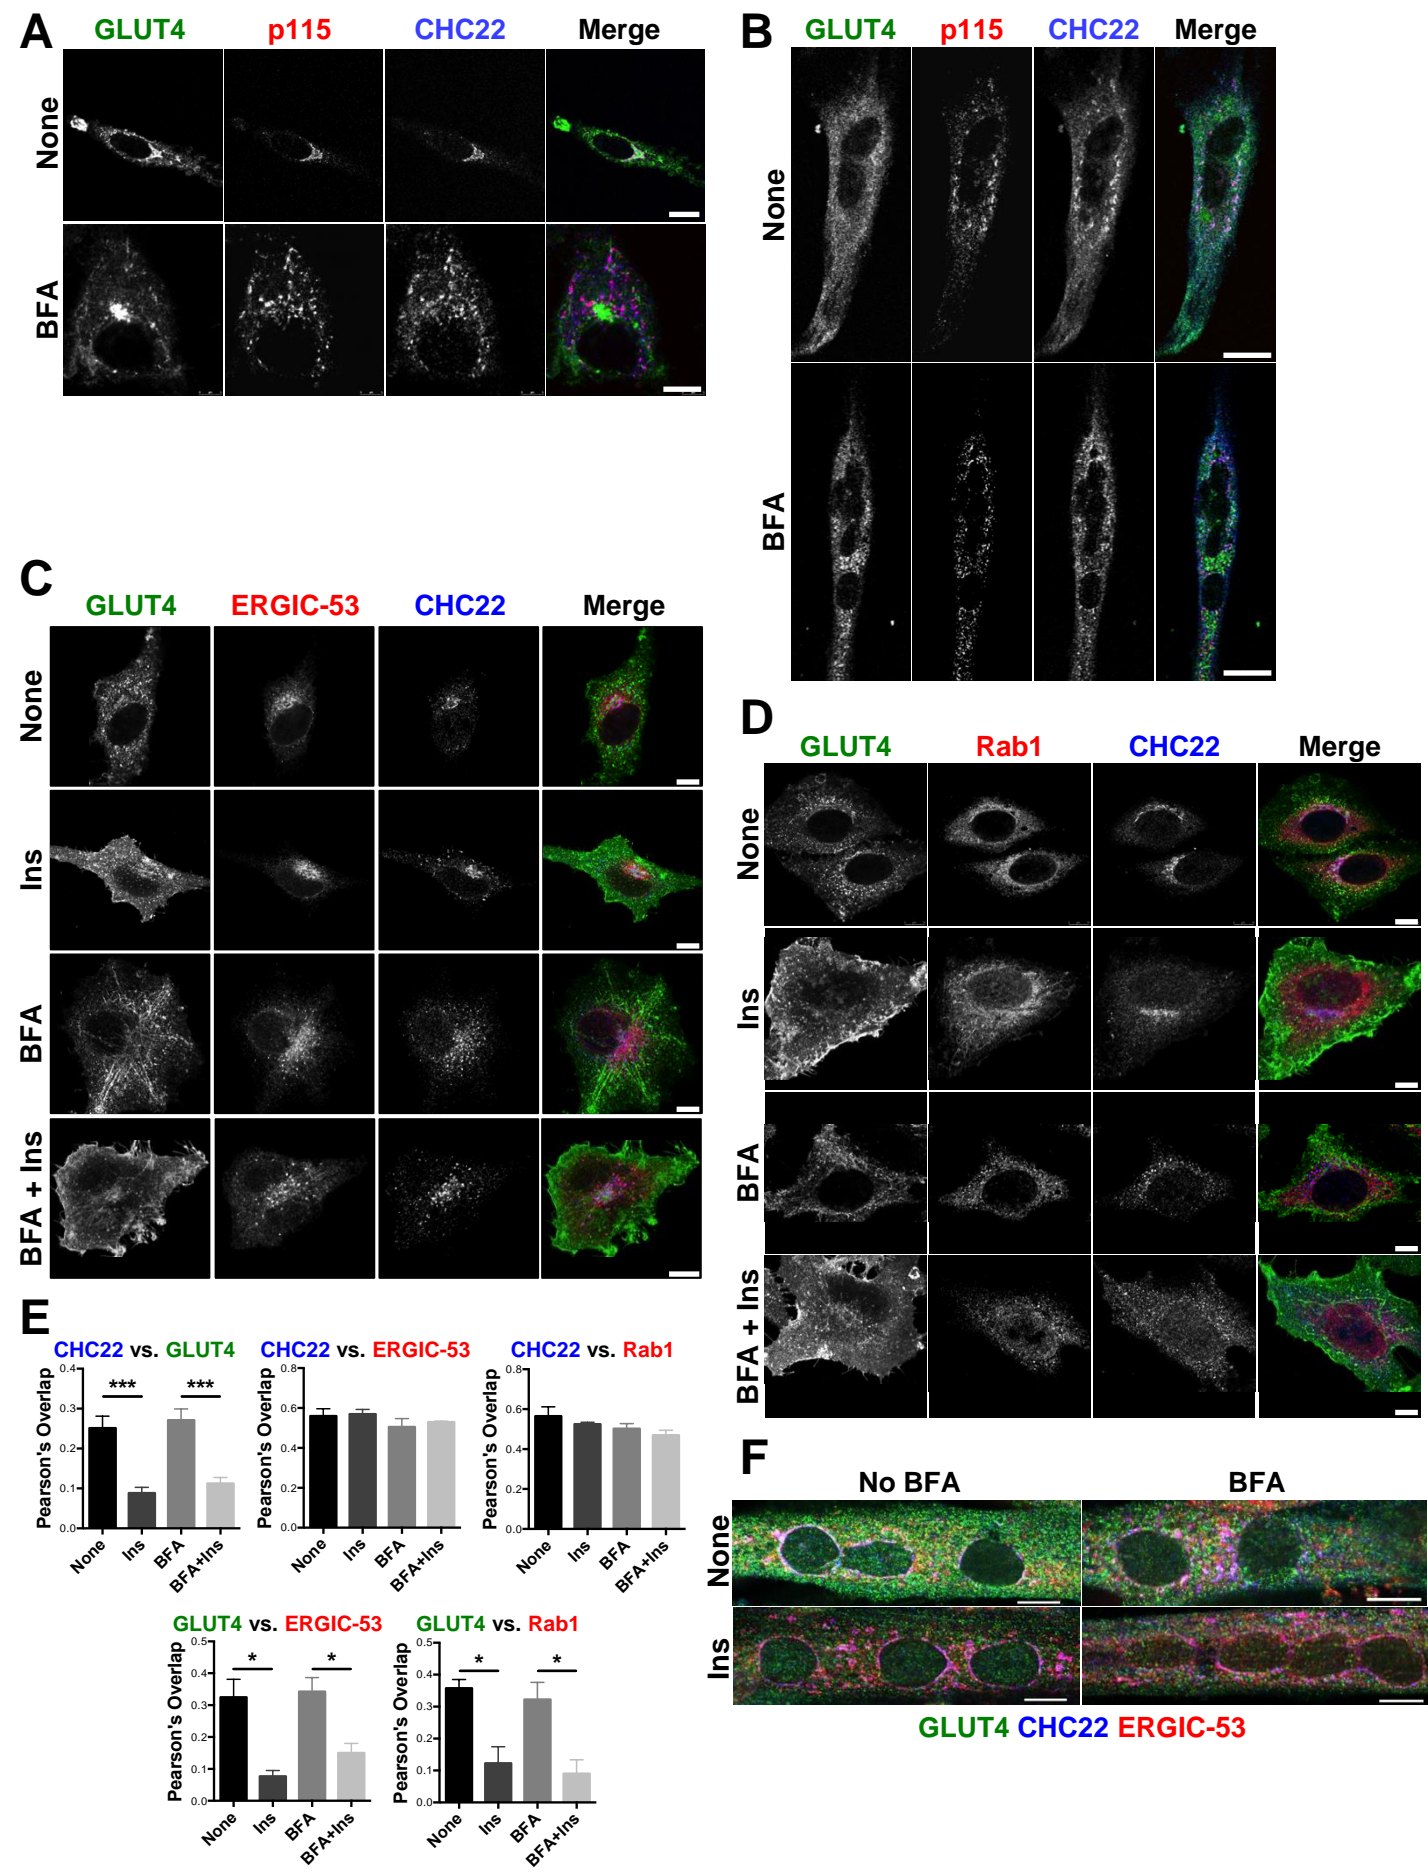 A
GLUT4 p115 CHC22 Merge
None
BFA
B
GLUT4 p115 CHC22 Merge
None
BFA
C
GLUT4 ERGIC-53 CHC22 Merge
None
Ins
BFA
BFA + Ins
D
GLUT4 Rab1 CHC22 Merge
None
Ins
BFA
BFA + Ins
E
CHC22 vs. GLUT4
Pearson's Overlap
0.4
0.3
0.2
0.1
0.0
***
***
None Ins BFA BFA+Ins
CHC22 vs. ERGIC-53
Pearson's Overlap
0.8
0.6
0.4
0.2
0.0
None Ins BFA BFA+Ins
CHC22 vs. Rab1
Pearson's Overlap
0.8
0.6
0.4
0.2
0.0
None Ins BFA BFA+Ins
GLUT4 vs. ERGIC-53
Pearson's Overlap
0.5
0.4
0.3
0.2
0.1
0.0
*
*
None Ins BFA BFA+Ins
GLUT4 vs. Rab1
Pearson's Overlap
0.5
0.4
0.3
0.2
0.1
0.0
*
*
None Ins BFA BFA+Ins
F
No BFA BFA
None
Ins
GLUT4 CHC22 ERGIC-53